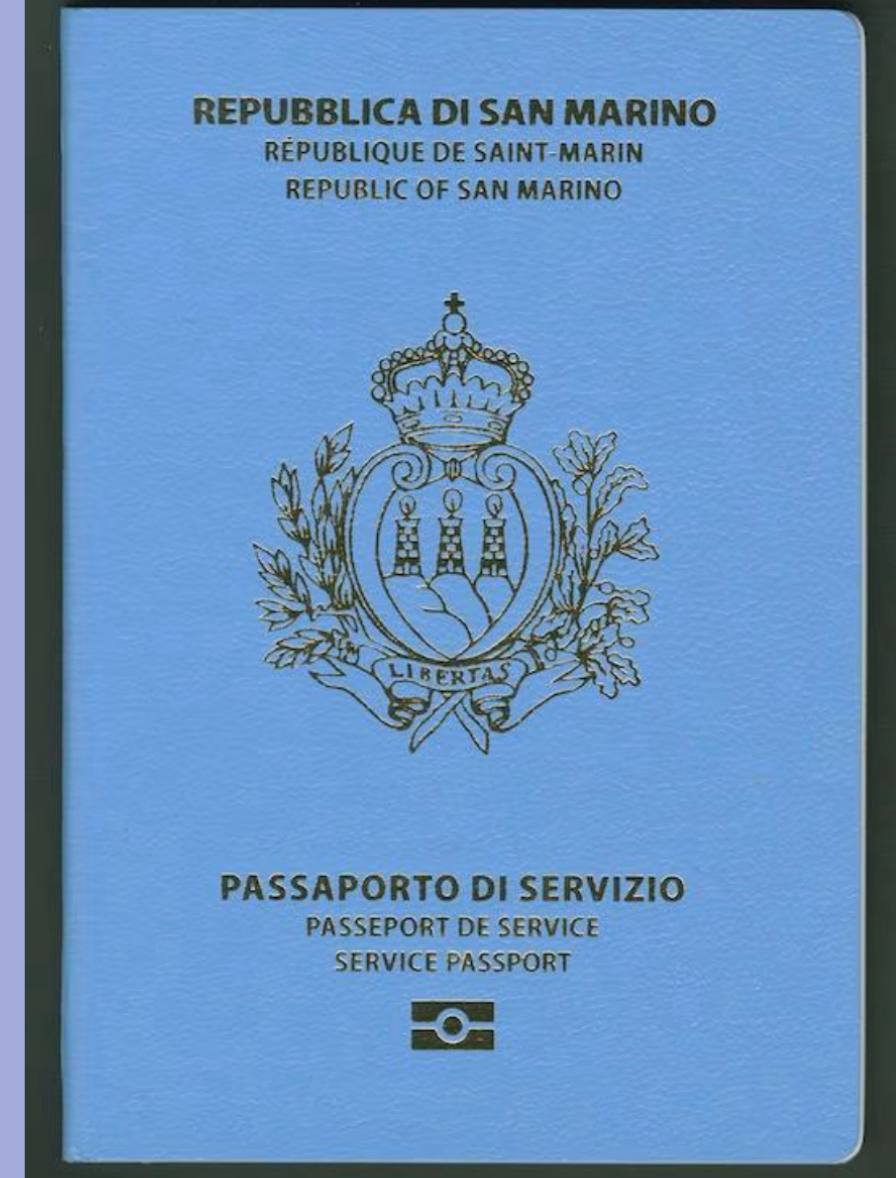 REPUBBLICA DI SAN MARINO
RÉPUBLIQUE DE SAINT-MARIN
REPUBLIC OF SAN MARINO
LIBERTAS
PASSAPORTO DI SERVIZIO
PASSEPORT DE SERVICE
SERVICE PASSPORT